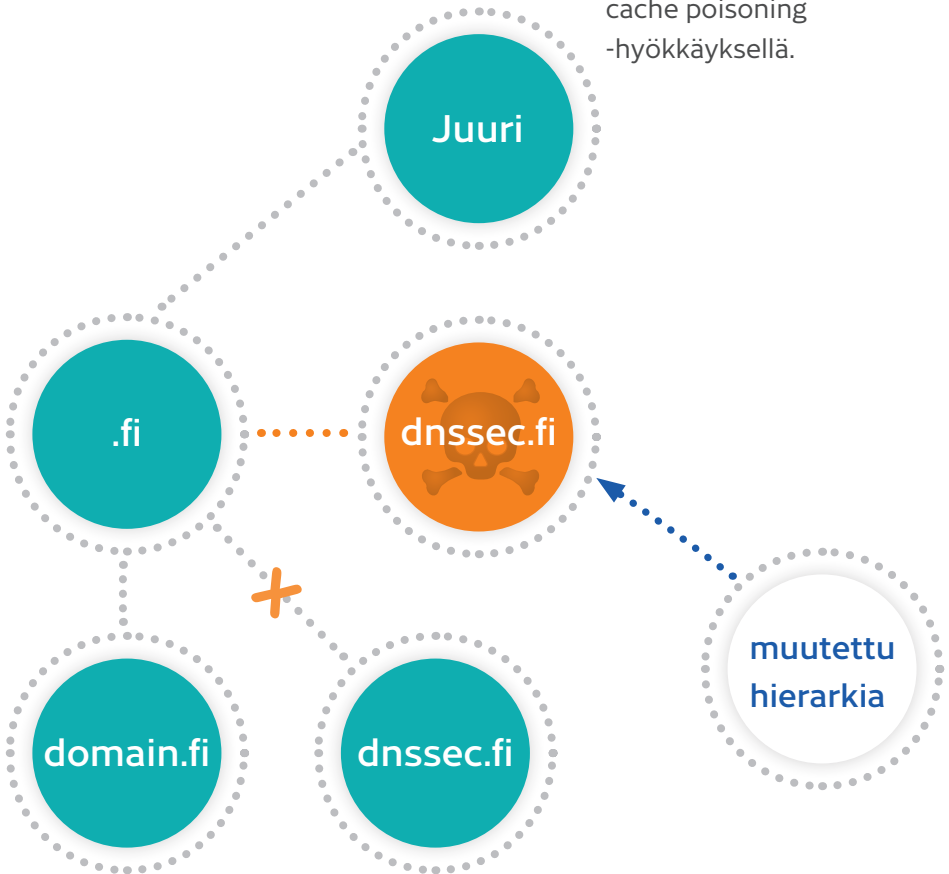 cache poisoning
-hyökkäyksellä.
Juuri
.fi
dnssec.fi
muutettu
hierarkia
domain.fi
dnssec.fi